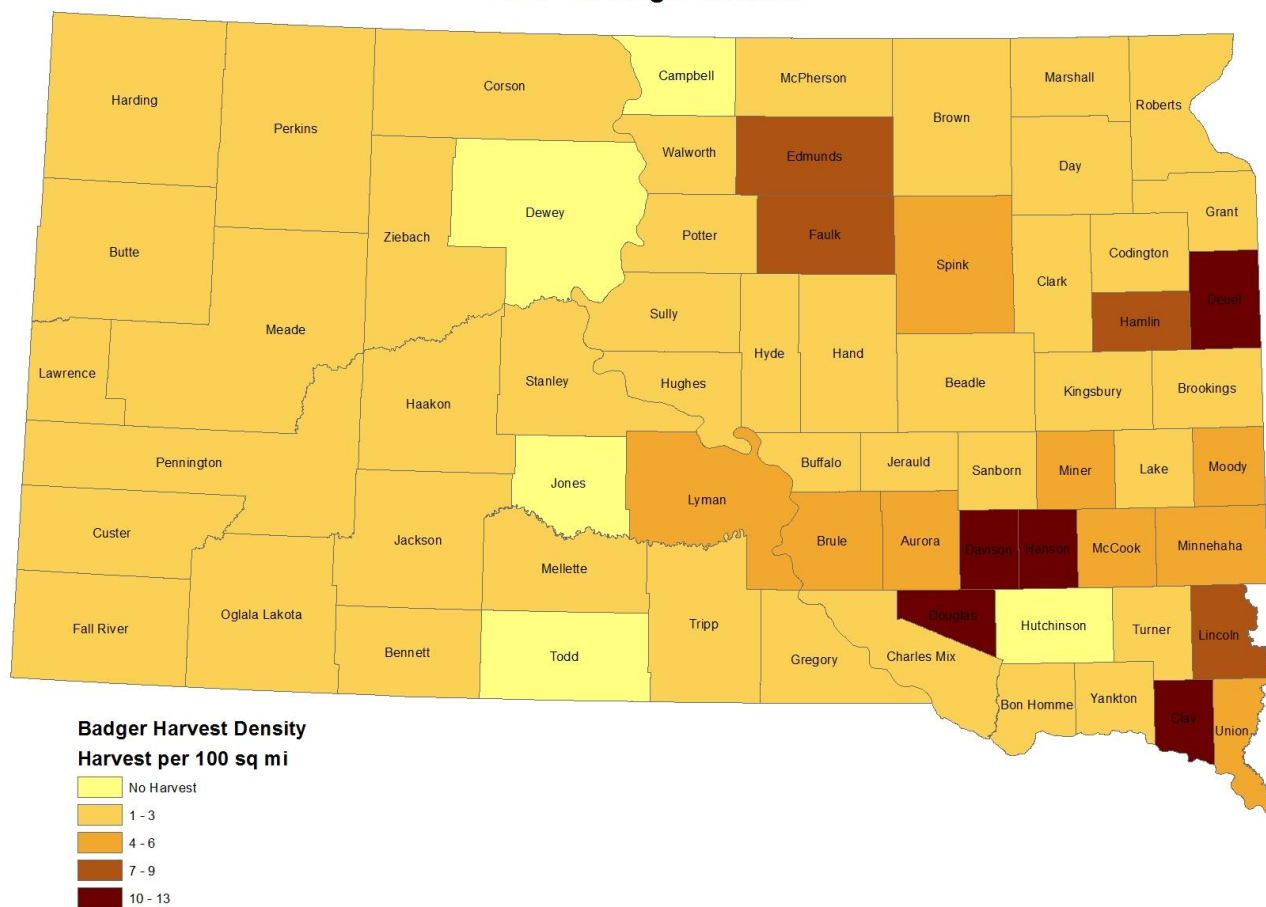 Campbell
McPherson
Marshall
Corson
Harding
Roberts
Brown
Perkins
Walworth
Edmunds
Day
Dewey
Grant
Ziebach
Potter
Faulk
Butte
Codington
Spink
Clark
Deuel
Sully
Hamlin
Meade
Hyde
Hand
Lawrence
Stanley
Hughes
Beadle
Kingsbury
Brookings
Haakon
Pennington
Buffalo
Jerauld
Sanborn
Miner
Lake
Moody
Jones
Lyman
Custer
Jackson
Brule
Aurora
Davison
Hanson
McCook
Minnehaha
Mellette
Oglala Lakota
Fall River
Tripp
Douglas
Hutchinson
Turner
Lincoln
Bennett
Todd
Gregory
Charles Mix
Bon Homme
Yankton
Clay
Union
Badger Harvest Density
Harvest per 100 sq mi
No Harvest
1 - 3
4 - 6
7 - 9
10 - 13